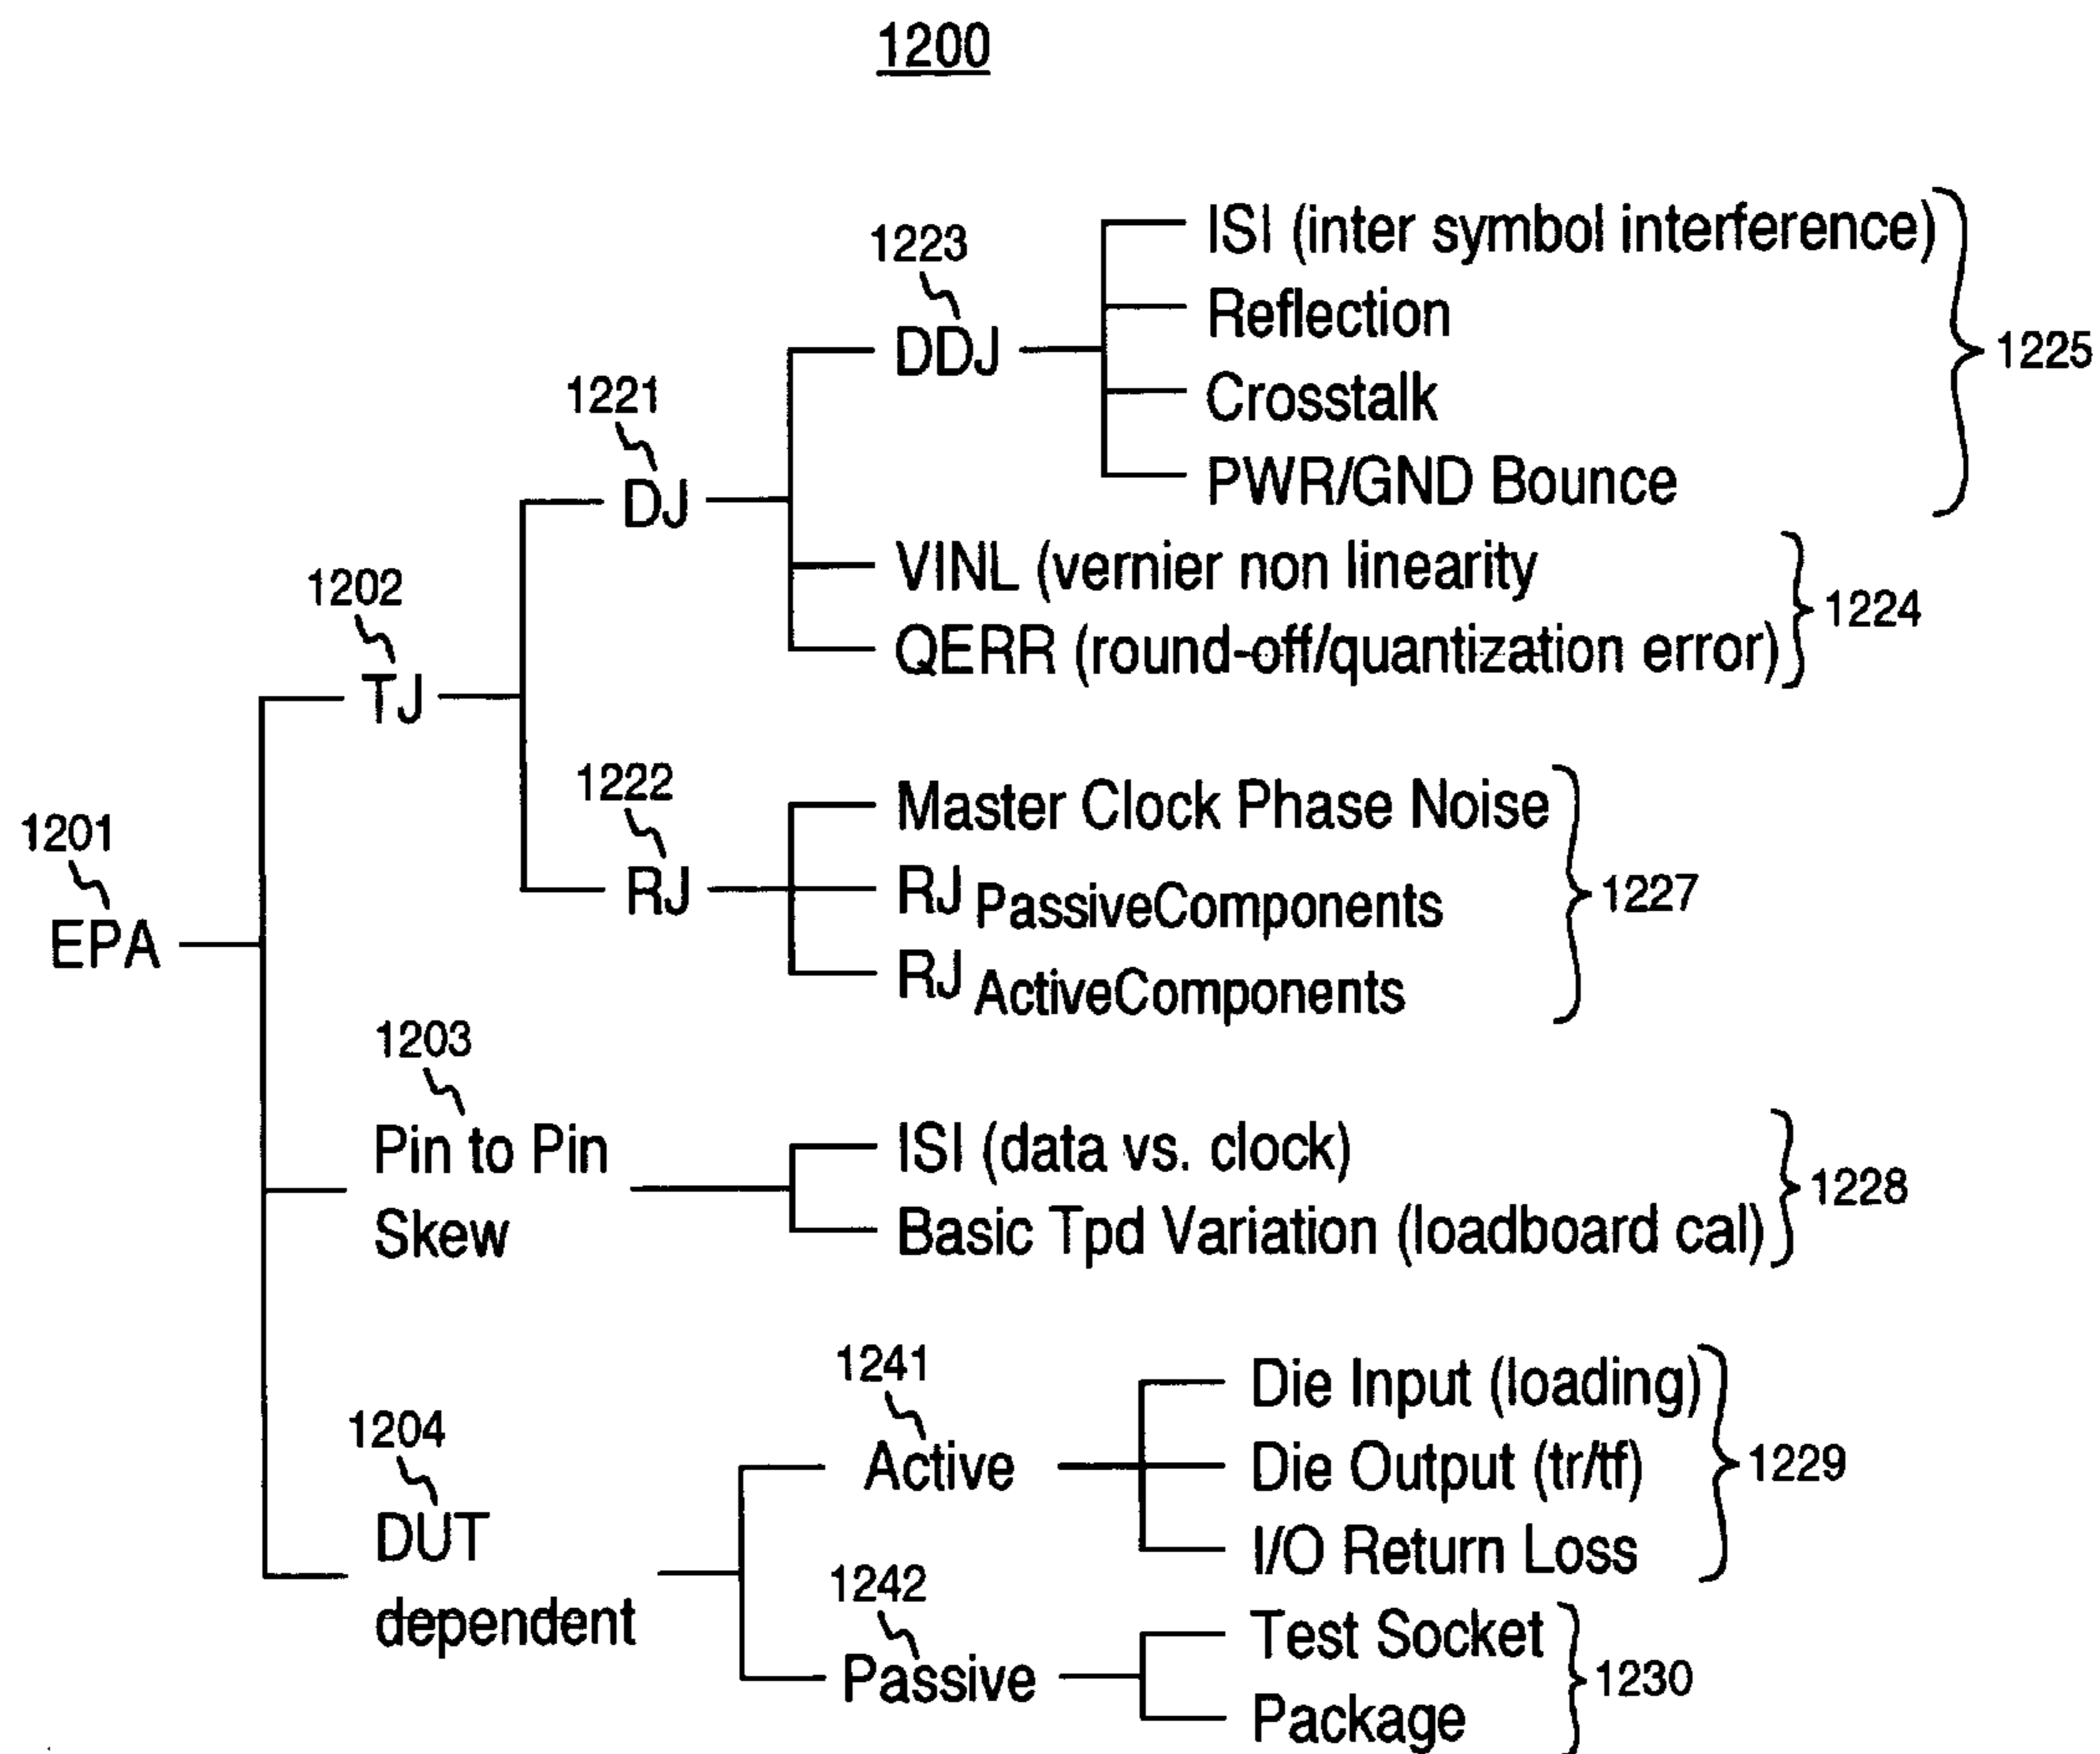 1200
ISI (inter symbol interference)
1223
Reflection
DDJ
1225
Crosstalk
1221
PWR/GND Bounce
DJ
VINL (vernier non linearity
1202
1224
QERR (round-off/quantization error)
TJ
1222
Master Clock Phase Noise
1201
RJ PassiveComponents
1227
RJ
EPA
RJ ActiveComponents
1203
Pin to Pin
Skew
ISI (data vs. clock)
1228
Basic Tpd Variation (loadboard cal)
1241
Die Input (loading)
1204
Active
Die Output (tr/tf)
1229
DUT
dependent
I/O Return Loss
1242
Test Socket
Passive
1230
Package